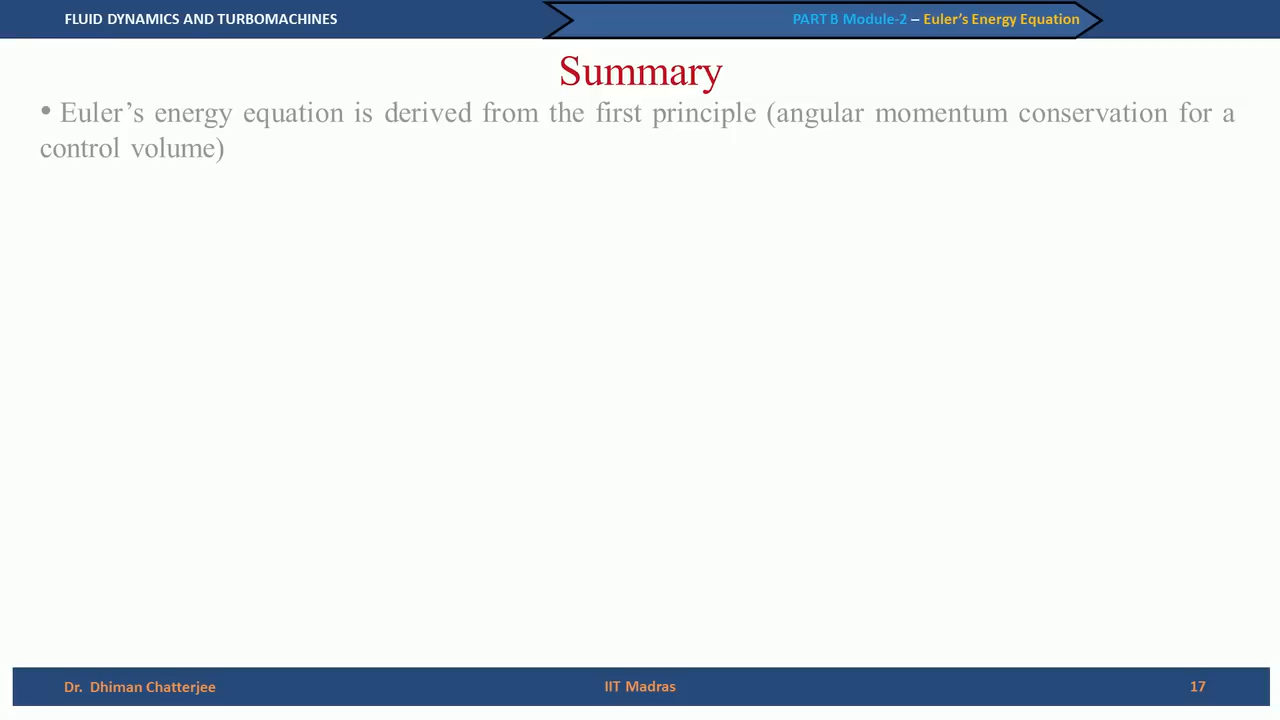 FLUID DYNAMICS AND TURBOMACHINES
PART B Module-2 – Euler’s Energy Equation
Summary
• Euler’s energy equation is derived from the first principle (angular momentum conservation for a
control volume)
Dr. Dhiman Chatterjee
IIT Madras
17